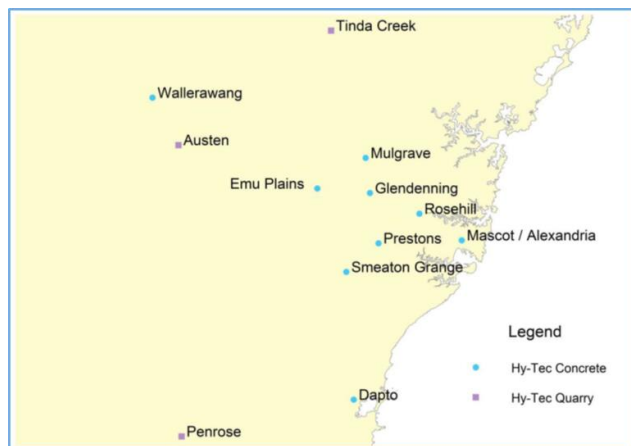 Tinda Creek
Wallerawang
Austen
Mulgrave
Emu Plains
Glendenning
Rosehill
Prestons
Mascot / Alexandria
Smeaton Grange
Legend
Hy-Tec Concrete
Dapto
Hy-Tec Quarry
Penrose